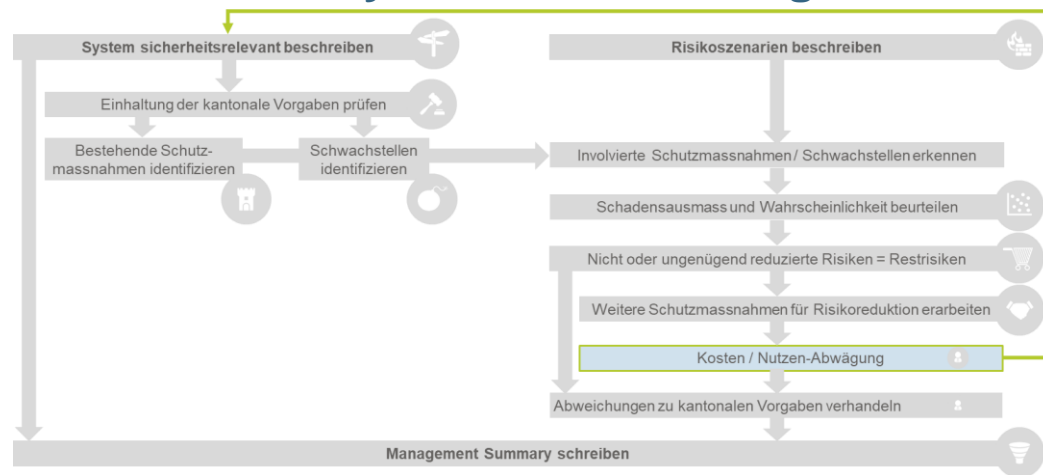 System sicherheitsrelevant beschreiben
Risikoszenarien beschreiben
Einhaltung der kantonale Vorgaben prüfen
Bestehende Schutz-
massnahmen identifizieren
Schwachstellen
identifizieren
Involvierte Schutzmassnahmen / Schwachstellen erkennen
Schadensausmass und Wahrscheinlichkeit beurteilen
Nicht oder ungenügend reduzierte Risiken = Restrisiken
Weitere Schutzmassnahmen für Risikoreduktion erarbeiten
Kosten / Nutzen-Abwägung
Abweichungen zu kantonalen Vorgaben verhandeln
Management Summary schreiben